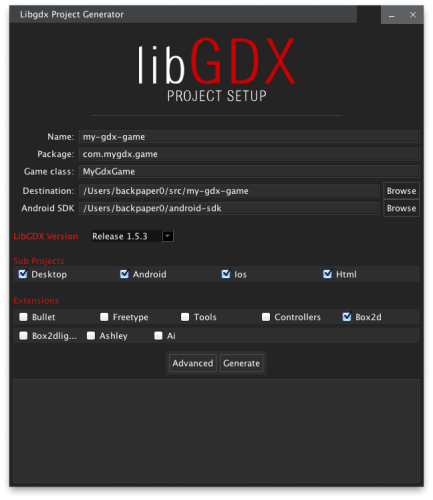 Libgdx Project Generator
libGDX
PROJECT SETUP
Name: my-gdx-game
Package: com.mygdx.game
Game class: MyGdxGame
Destination: /Users/backpaper0/src/my-gdx-game Browse
Android SDK /Users/backpaper0/android-sdk Browse
LibGDX Version Release 1.5.3
Sub Projects
Desktop Android Ios Html
Extensions
Bullet Freetype Tools Controllers Box2d
Box2dlig... Ashley Ai
Advanced Generate